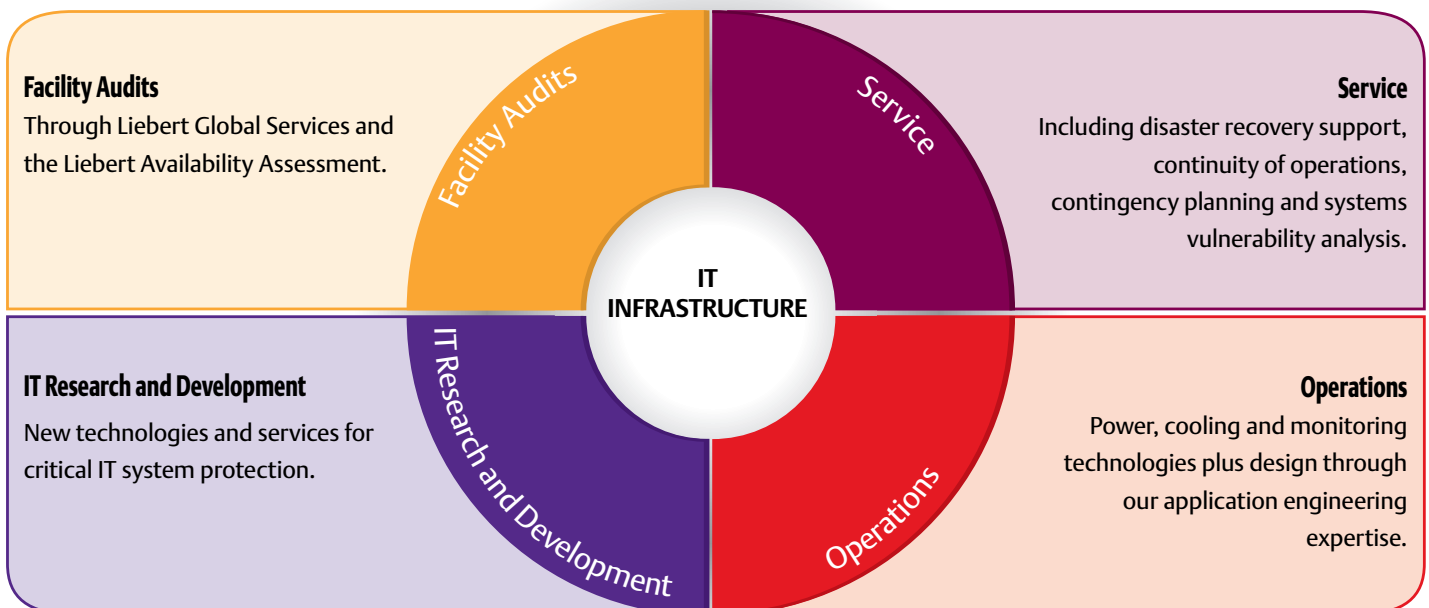 Facility Audits
Through Liebert Global Services and
the Liebert Availability Assessment.
Facility Audits
Service
Service
Including disaster recovery support,
continuity of operations,
contingency planning and systems
vulnerability analysis.
IT
INFRASTRUCTURE
IT Research and Development
New technologies and services for
critical IT system protection.
IT Research and Development
Operations
Operations
Power, cooling and monitoring
technologies plus design through
our application engineering
expertise.